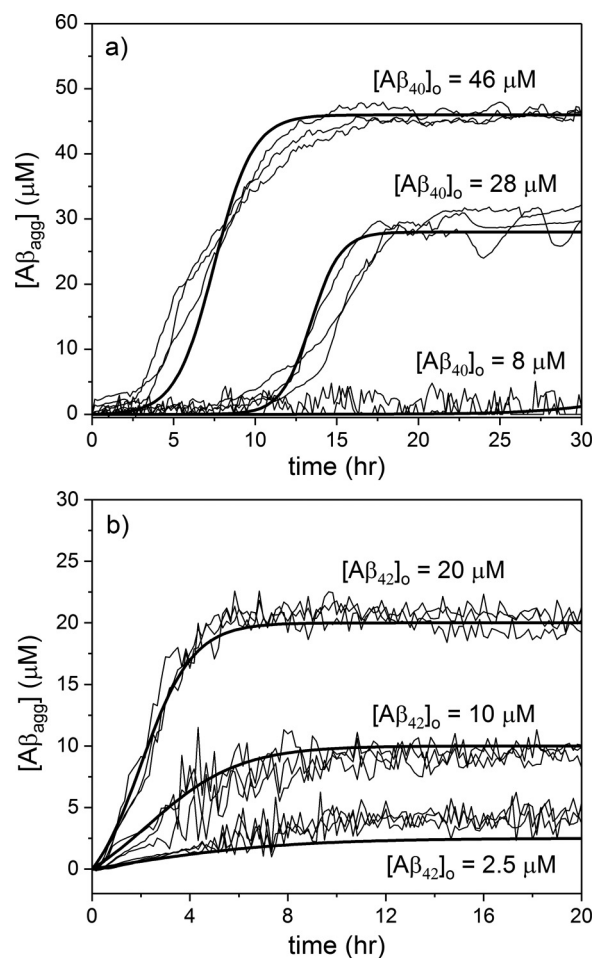 a)
[Aβ40]o = 46 μM
[Aβ40]o = 28 μM
[Aβ40]o = 8 μM
[Aβagg] (μM)
60
50
40
30
20
10
0
0 5 10 15 20 25 30
time (hr)
b)
[Aβ42]o = 20 μM
[Aβ42]o = 10 μM
[Aβ42]o = 2.5 μM
[Aβagg] (μM)
30
25
20
15
10
5
0
0 4 8 12 16 20
time (hr)